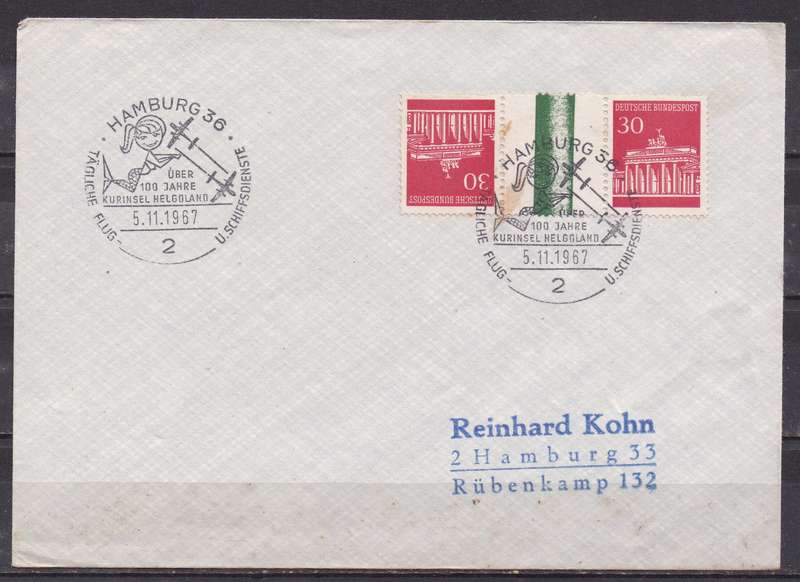 HAMBURG 36
TÄGLICHE FLUG-
U. SCHIFFSDIENSTE
ÜBER
100 JAHRE
KURINSEL HELGOLAND
5.11.1967
2
DEUTSCHE BUNDESPOST
30
DEUTSCHE BUNDESPOST
30
HAMBURG 36
TÄGLICHE FLUG-
U. SCHIFFSDIENSTE
ÜBER
100 JAHRE
KURINSEL HELGOLAND
5.11.1967
2
Reinhard Kohn
2 Hamburg 33
Rübenkamp 132